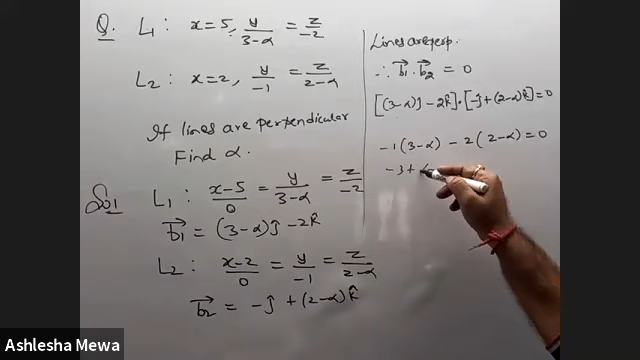 Q. L1: x=5, y/3-α = z/-2
L2: x=2, y/-1 = z/2-α
If lines are perpendicular
Find α.
Sol L1: x-5/0 = y/3-α = z/-2
b1 = (3-α)ĵ -2k̂
L2: x-2/0 = y/-1 = z/2-α
b2 = -ĵ +(2-α)k̂
Lines are perp.
∴ b1 . b2 = 0
[(3-α)ĵ -2k̂]•[-ĵ+(2-α)k̂]=0
-1(3-α) -2(2-α)=0
-3+
Ashlesha Mewa